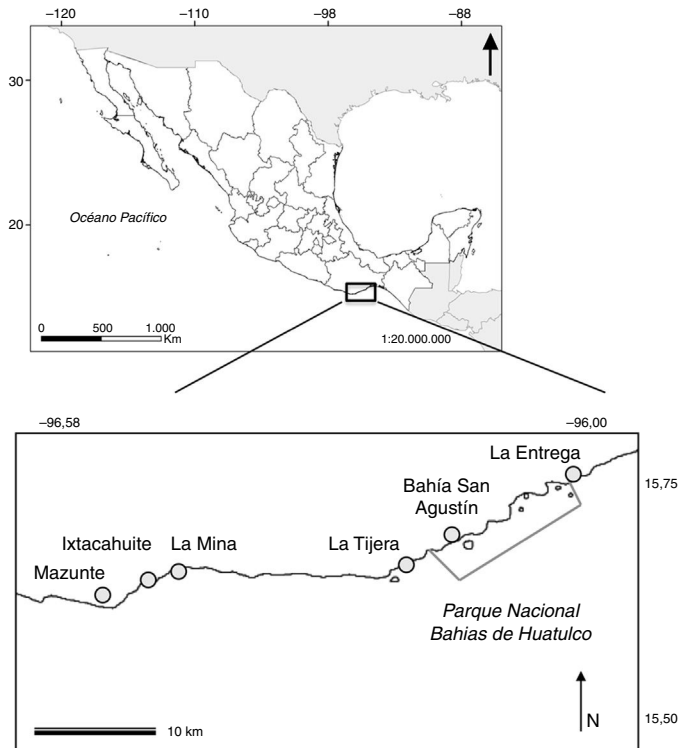 –120 –110 –98 –88
30
20
Océano Pacífico
0 500 1.000
Km
1:20.000.000
–96,58 –96,00
La Entrega
15,75
Bahía San
Agustín
Ixtacahuite La Mina La Tijera
Mazunte
Parque Nacional
Bahias de Huatulco
N
15,50
10 km